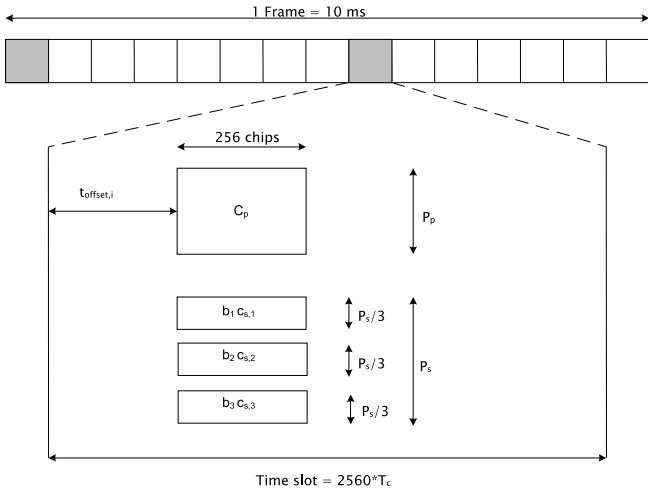 1 Frame = 10 ms
256 chips
t_offset,i
C_p
P_p
b_1 c_s,1
P_s/3
b_2 c_s,2
P_s/3
P_s
b_3 c_s,3
P_s/3
Time slot = 2560*T_c